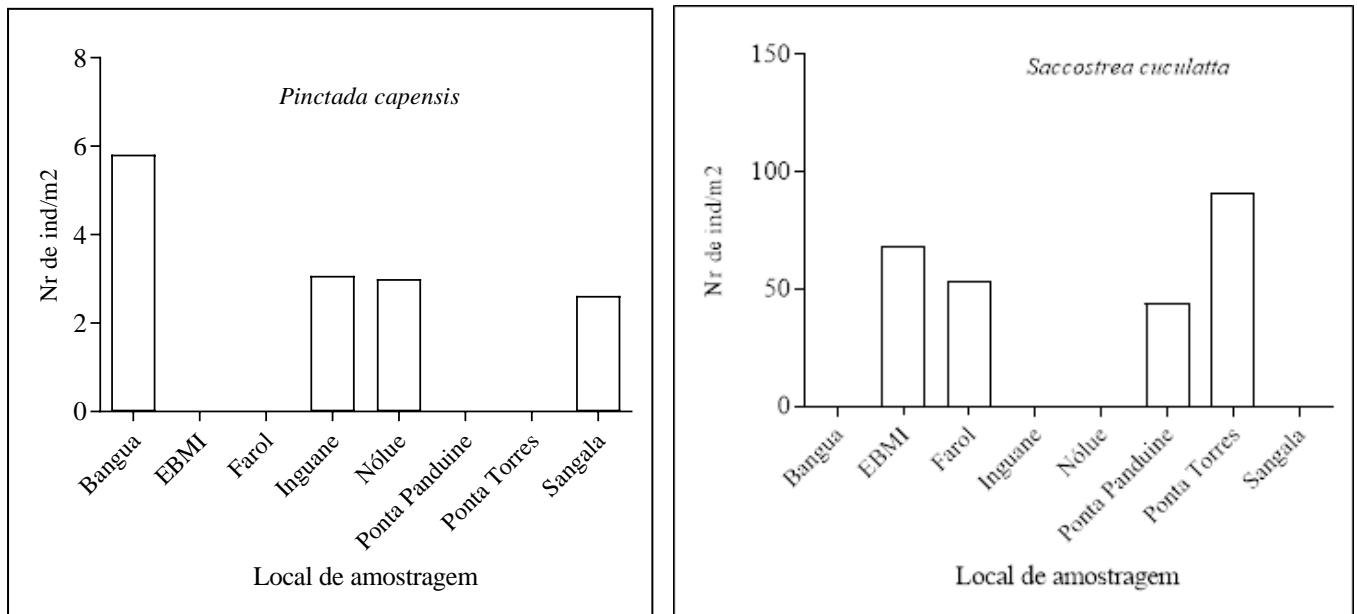 Pinctada capensis
Nr de ind/m2
8
6
4
2
0
Bangua
EBMI
Farol
Inguane
Nólue
Ponta Panduine
Ponta Torres
Sangala
Local de amostragem
Saccostrea cuculatta
Nr de ind/m2
150
100
50
0
Bangua
EBMI
Farol
Inguane
Nólue
Ponta Panduine
Ponta Torres
Sangala
Local de amostragem